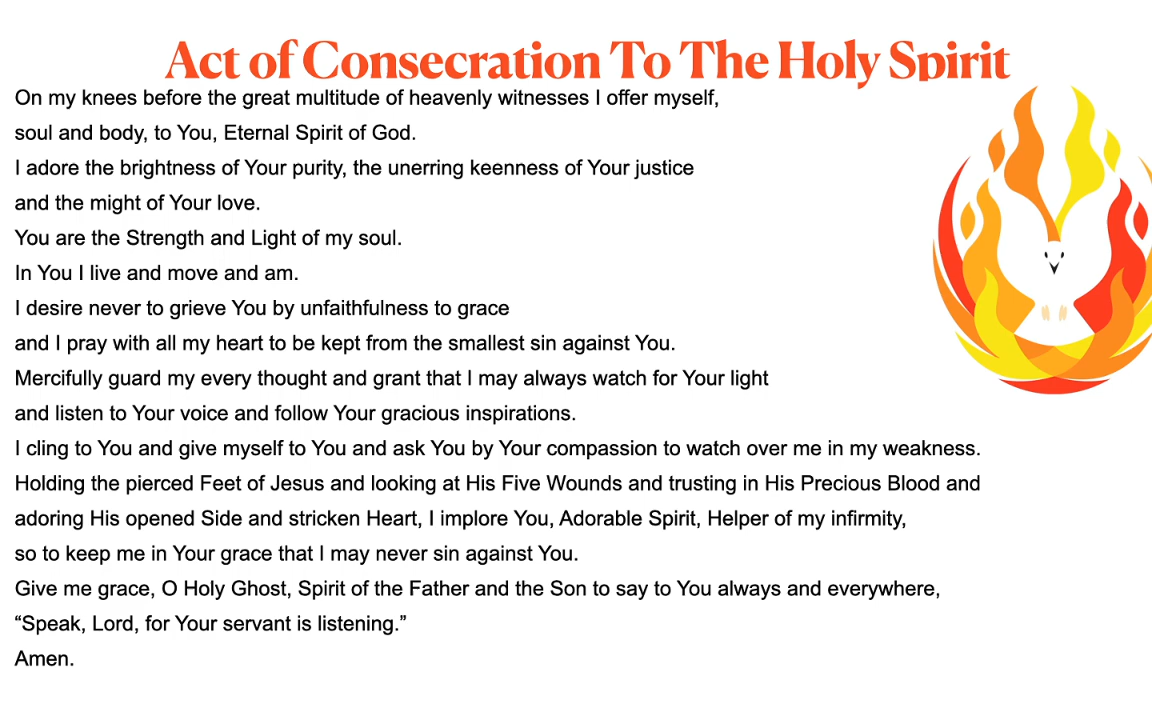 Act of Consecration To The Holy Spirit
On my knees before the great multitude of heavenly witnesses I offer myself,
soul and body, to You, Eternal Spirit of God.
I adore the brightness of Your purity, the unerring keenness of Your justice
and the might of Your love.
You are the Strength and Light of my soul.
In You I live and move and am.
I desire never to grieve You by unfaithfulness to grace
and I pray with all my heart to be kept from the smallest sin against You.
Mercifully guard my every thought and grant that I may always watch for Your light
and listen to Your voice and follow Your gracious inspirations.
I cling to You and give myself to You and ask You by Your compassion to watch over me in my weakness.
Holding the pierced Feet of Jesus and looking at His Five Wounds and trusting in His Precious Blood and
adoring His opened Side and stricken Heart, I implore You, Adorable Spirit, Helper of my infirmity,
so to keep me in Your grace that I may never sin against You.
Give me grace, O Holy Ghost, Spirit of the Father and the Son to say to You always and everywhere,
“Speak, Lord, for Your servant is listening.”
Amen.